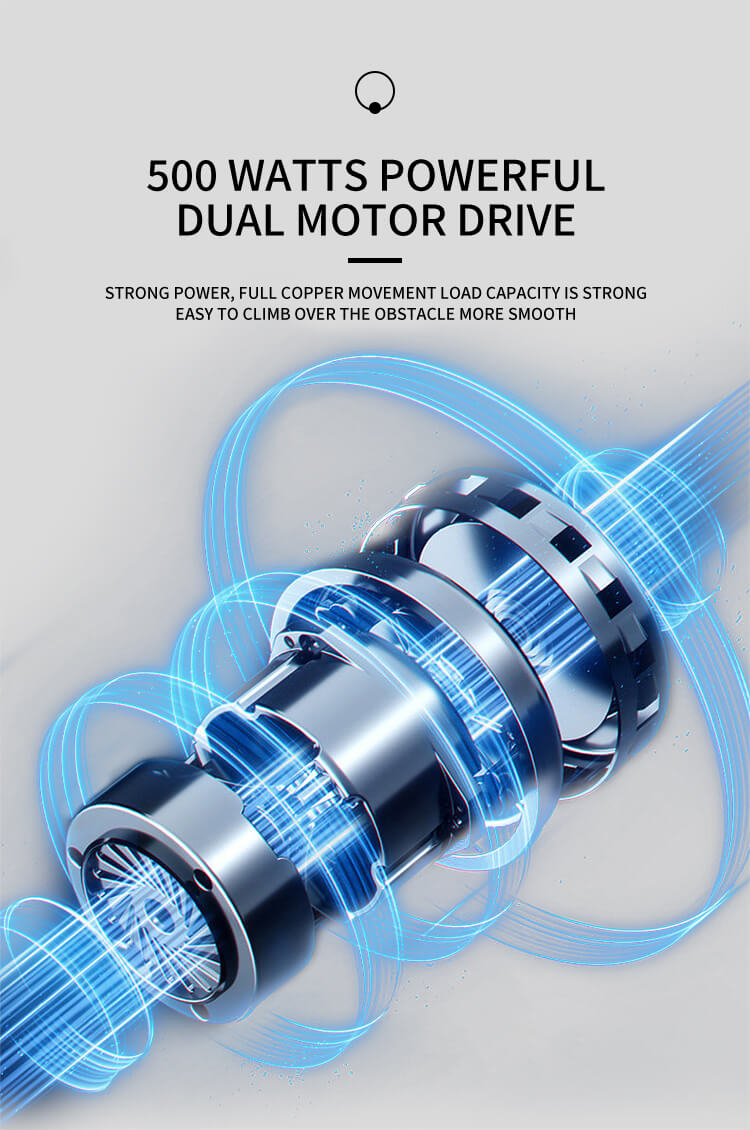 500 WATTS POWERFUL
DUAL MOTOR DRIVE
STRONG POWER, FULL COPPER MOVEMENT LOAD CAPACITY IS STRONG
EASY TO CLIMB OVER THE OBSTACLE MORE SMOOTH